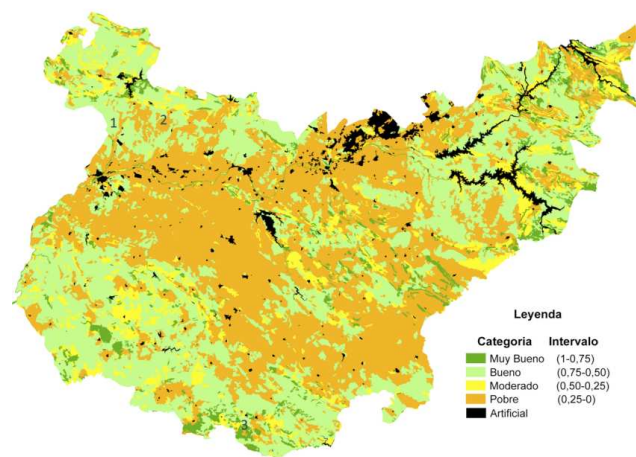 1
2
3
Leyenda
Categoria Intervalo
Muy Bueno (1-0,75)
Bueno (0,75-0,50)
Moderado (0,50-0,25)
Pobre (0,25-0)
Artificial